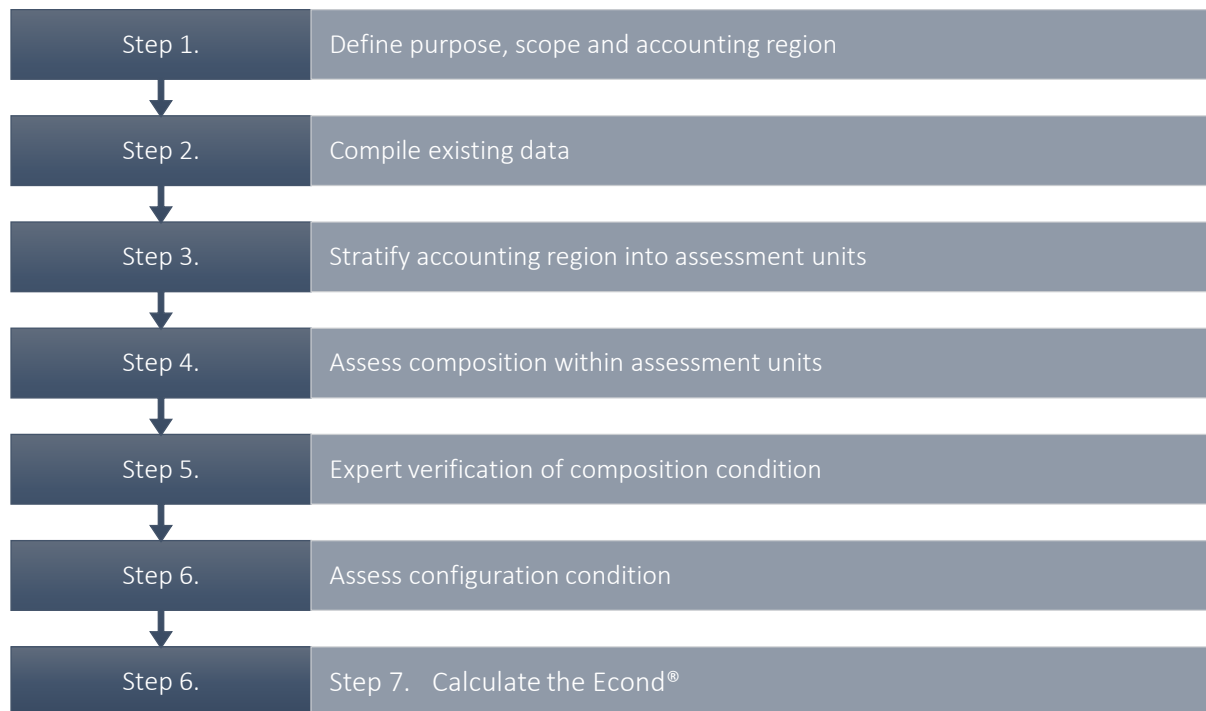 Step 1. Define purpose, scope and accounting region
Step 2. Compile existing data
Step 3. Stratify accounting region into assessment units
Step 4. Assess composition within assessment units
Step 5. Expert verification of composition condition
Step 6. Assess configuration condition
Step 6. Step 7. Calculate the Econd®